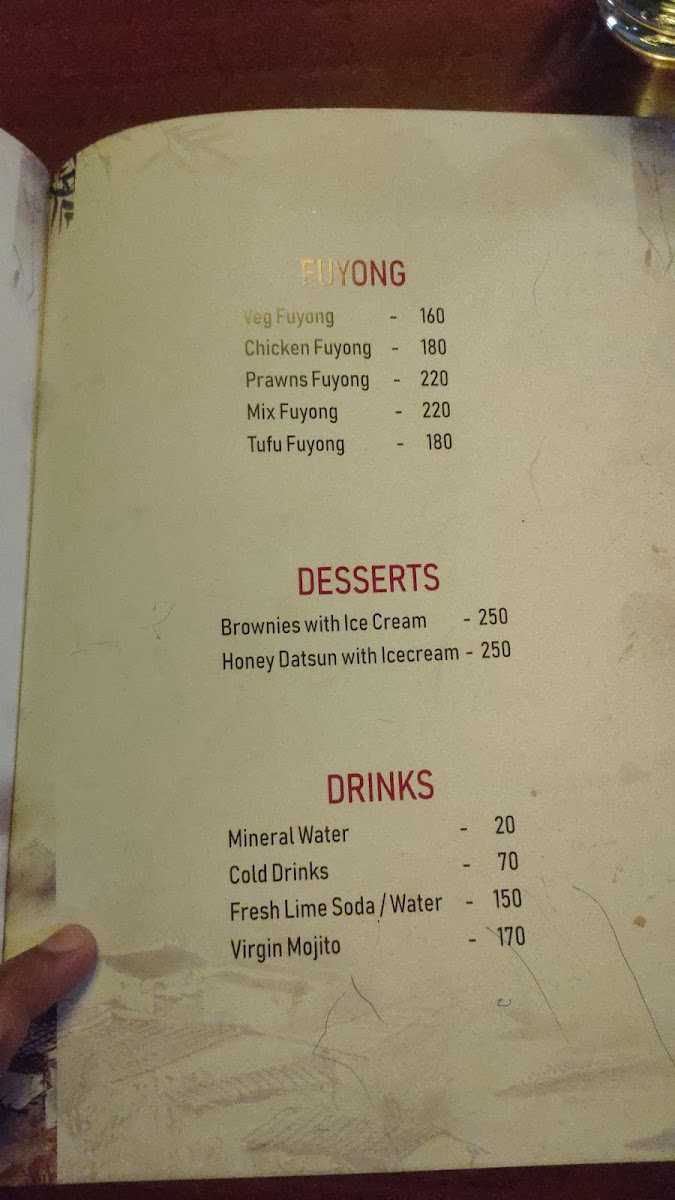 FUYONG
Veg Fuyong - 160
Chicken Fuyong - 180
Prawns Fuyong - 220
Mix Fuyong - 220
Tufu Fuyong - 180
DESSERTS
Brownies with Ice Cream - 250
Honey Datsun with Icecream - 250
DRINKS
Mineral Water - 20
Cold Drinks - 70
Fresh Lime Soda / Water - 150
Virgin Mojito - 170